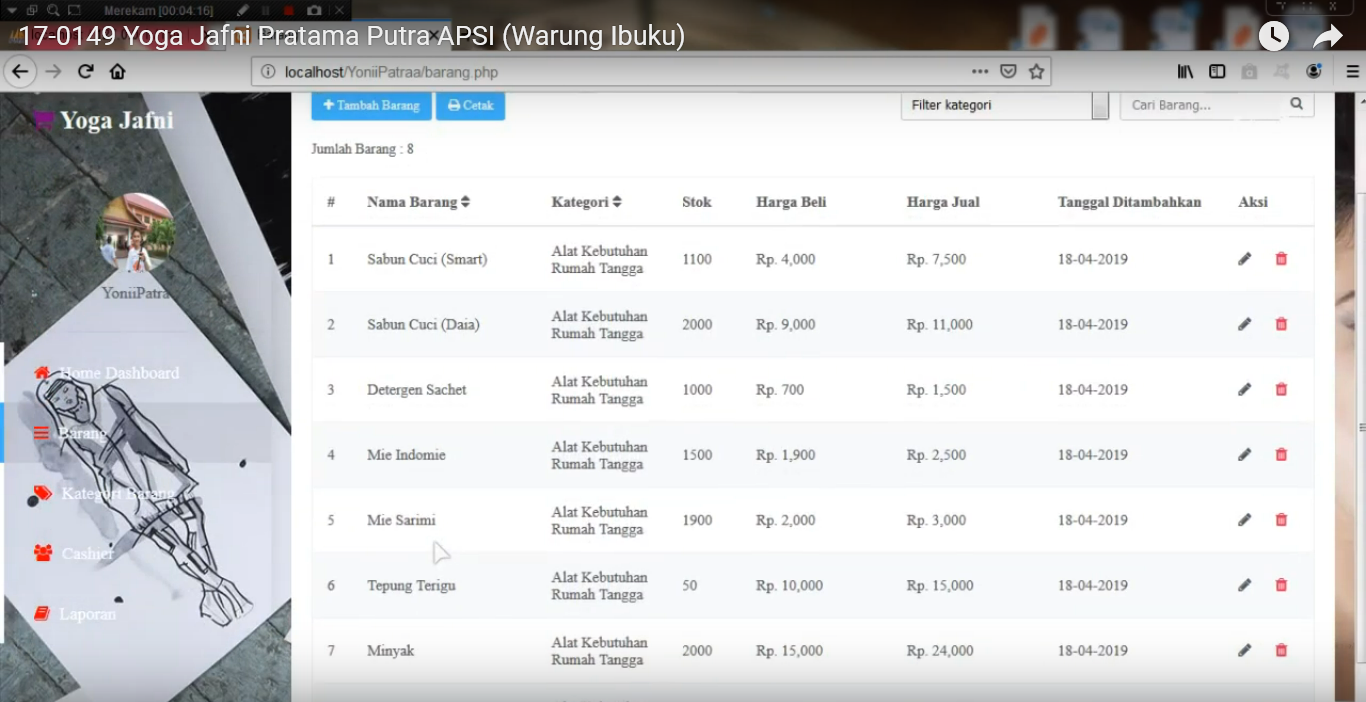 Merekam [00:04:16]
17-0149 Yoga Jafni Pratama Putra APSI (Warung Ibuku)
localhost/YoniiPatraa/barang.php
Yoga Jafni
YoniiPatra
Home Dashboard
Barang
Kategori Barang
Cashier
Laporan
Tambah Barang Cetak Filter kategori Cari Barang...
Jumlah Barang : 8
# Nama Barang Kategori Stok Harga Beli Harga Jual Tanggal Ditambahkan Aksi
1 Sabun Cuci (Smart) Alat Kebutuhan Rumah Tangga 1100 Rp. 4,000 Rp. 7,500 18-04-2019
2 Sabun Cuci (Daia) Alat Kebutuhan Rumah Tangga 2000 Rp. 9,000 Rp. 11,000 18-04-2019
3 Detergen Sachet Alat Kebutuhan Rumah Tangga 1000 Rp. 700 Rp. 1,500 18-04-2019
4 Mie Indomie Alat Kebutuhan Rumah Tangga 1500 Rp. 1,900 Rp. 2,500 18-04-2019
5 Mie Sarimi Alat Kebutuhan Rumah Tangga 1900 Rp. 2,000 Rp. 3,000 18-04-2019
6 Tepung Terigu Alat Kebutuhan Rumah Tangga 50 Rp. 10,000 Rp. 15,000 18-04-2019
7 Minyak Alat Kebutuhan Rumah Tangga 2000 Rp. 15,000 Rp. 24,000 18-04-2019